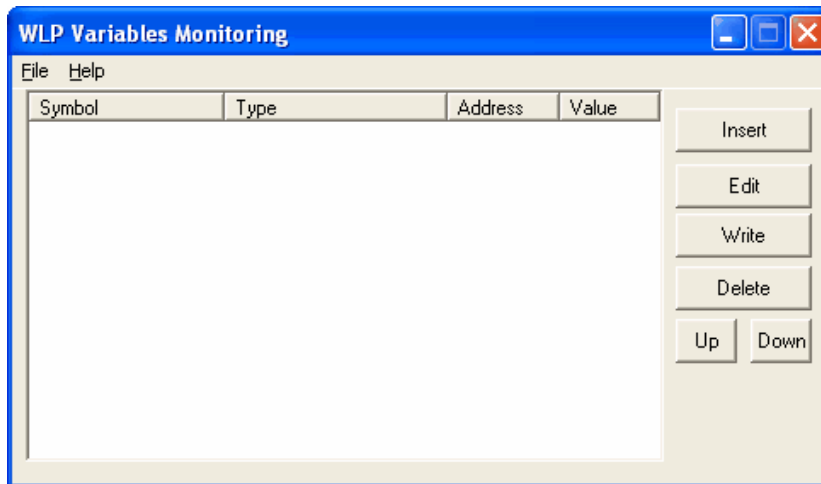 WLP Variables Monitoring
File Help
Symbol Type Address Value
Insert
Edit
Write
Delete
Up Down